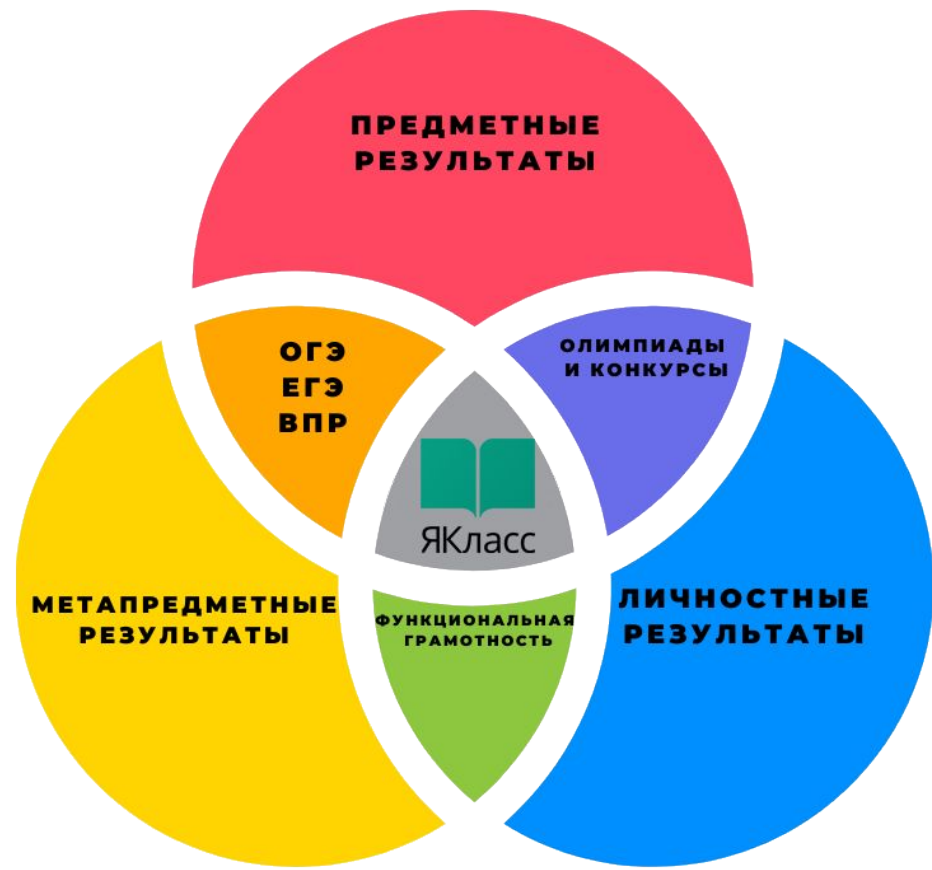 ПРЕДМЕТНЫЕ
РЕЗУЛЬТАТЫ
ОГЭ
ЕГЭ
ВПР
ОЛИМПИАДЫ
И КОНКУРСЫ
ЯКласс
МЕТАПРЕДМЕТНЫЕ
РЕЗУЛЬТАТЫ
ФУНКЦИОНАЛЬНАЯ
ГРАМОТНОСТЬ
ЛИЧНОСТНЫЕ
РЕЗУЛЬТАТЫ